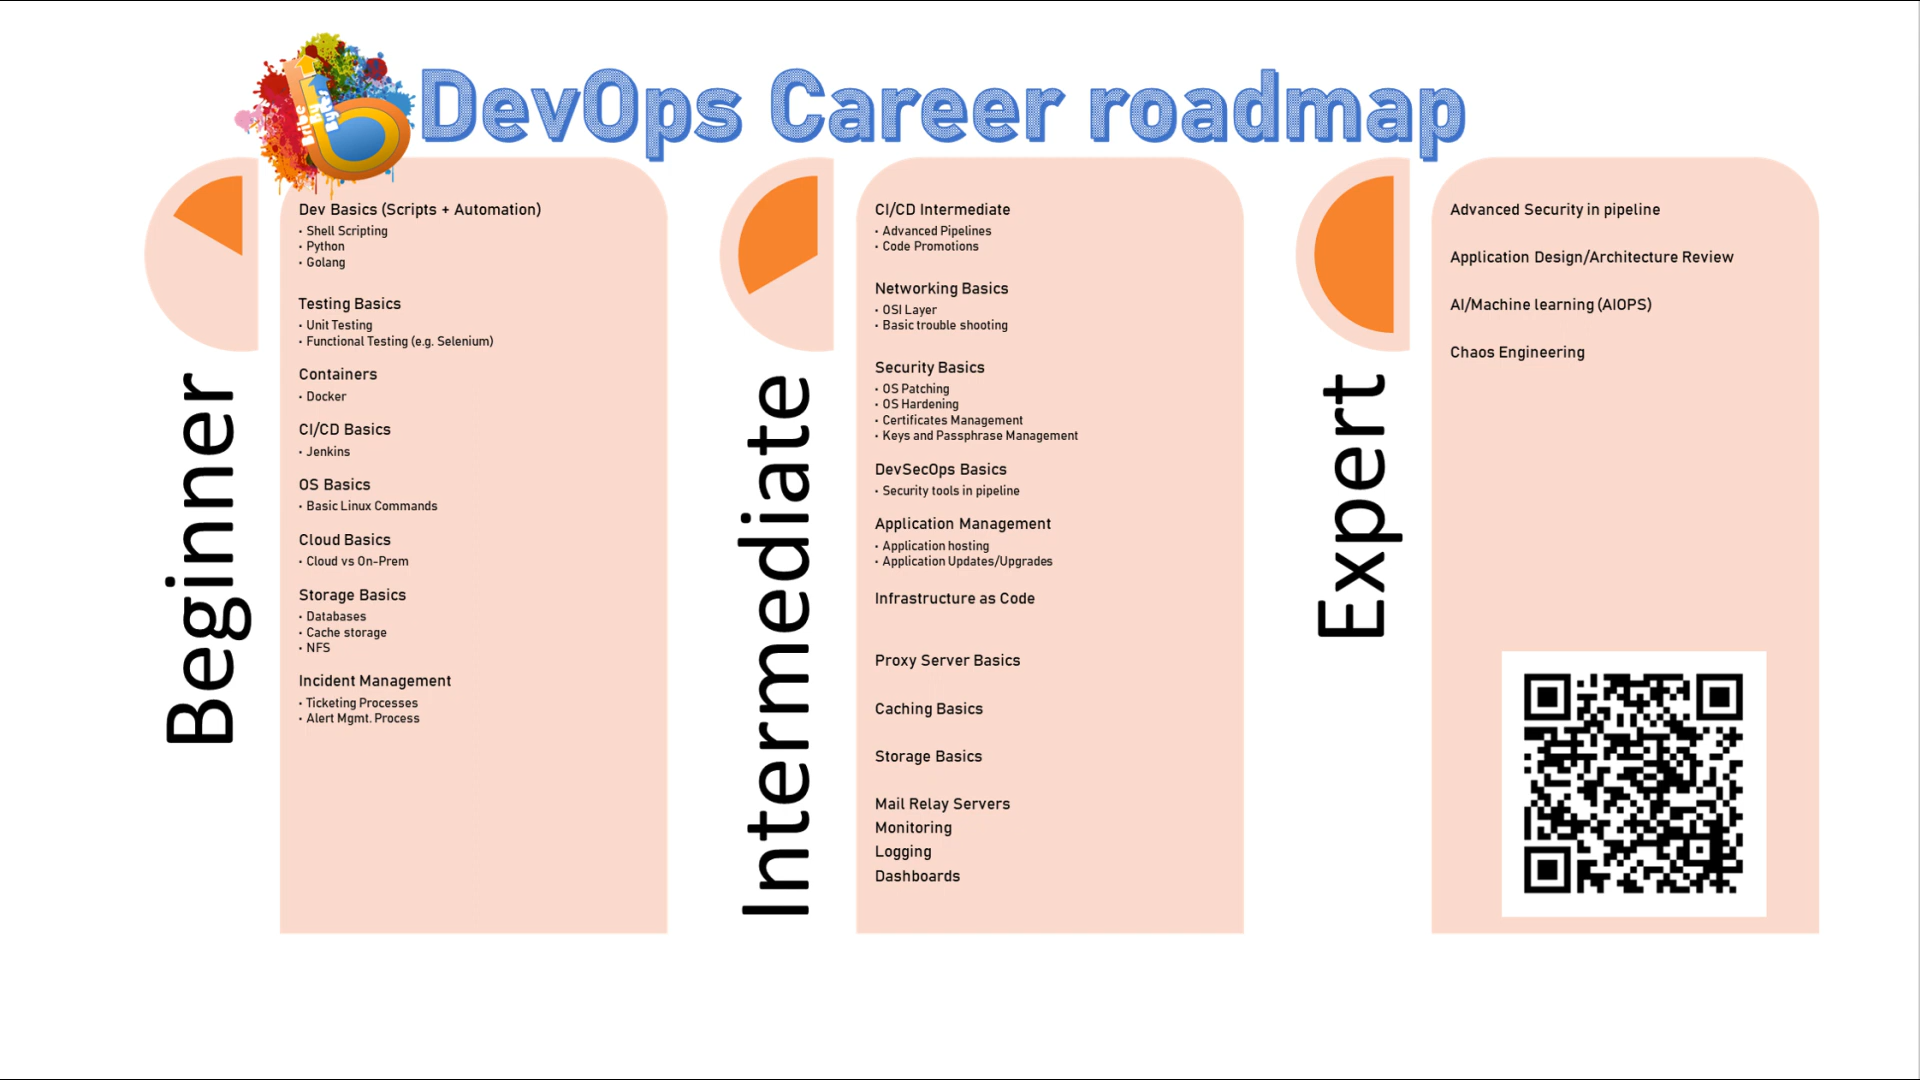 DevOps Career roadmap
Beginner
Dev Basics (Scripts + Automation)
• Shell Scripting
• Python
• Golang
Testing Basics
• Unit Testing
• Functional Testing (e.g. Selenium)
Containers
• Docker
CI/CD Basics
• Jenkins
OS Basics
• Basic Linux Commands
Cloud Basics
• Cloud vs On-Prem
Storage Basics
• Databases
• Cache storage
• NFS
Incident Management
• Ticketing Processes
• Alert Mgmt. Process
Intermediate
CI/CD Intermediate
• Advanced Pipelines
• Code Promotions
Networking Basics
• OSI Layer
• Basic trouble shooting
Security Basics
• OS Patching
• OS Hardening
• Certificates Management
• Keys and Passphrase Management
DevSecOps Basics
• Security tools in pipeline
Application Management
• Application hosting
• Application Updates/Upgrades
Infrastructure as Code
Proxy Server Basics
Caching Basics
Storage Basics
Mail Relay Servers
Monitoring
Logging
Dashboards
Expert
Advanced Security in pipeline
Application Design/Architecture Review
AI/Machine learning (AIOPS)
Chaos Engineering